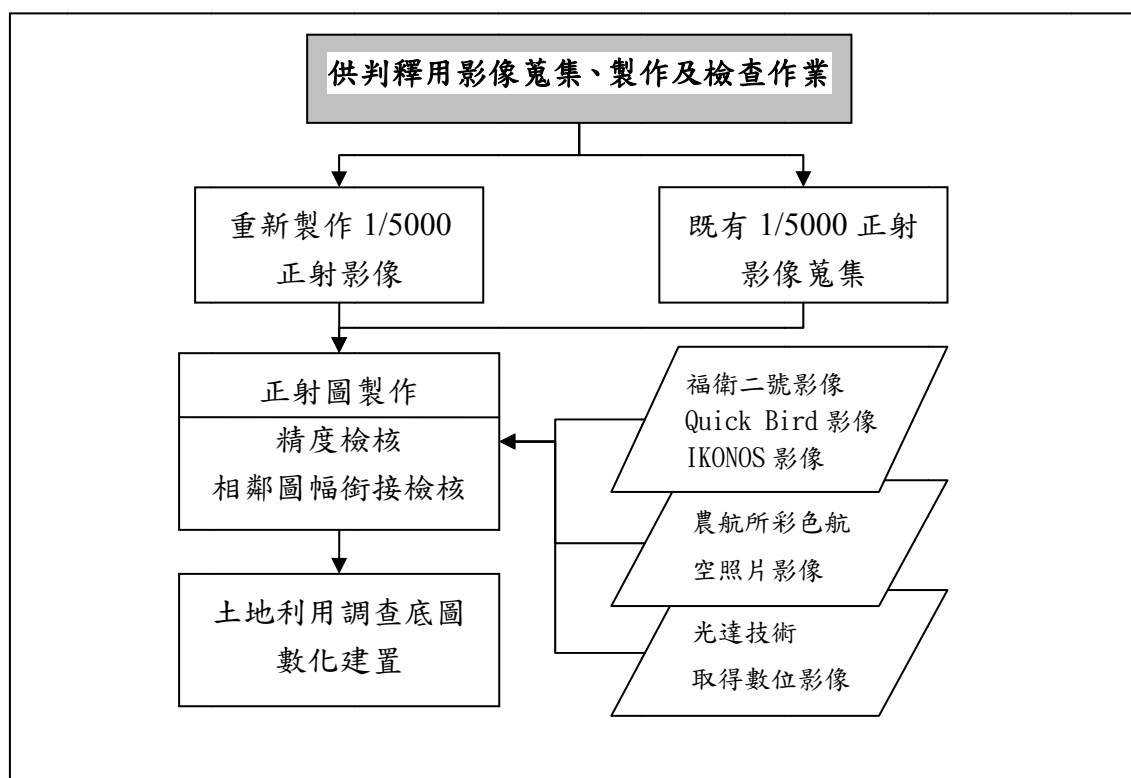 供判釋用影像蒐集、製作及檢查作業
重新製作 1/5000
正射影像
既有 1/5000 正射
影像蒐集
正射圖製作
精度檢核
相鄰圖幅銜接檢核
福衛二號影像
Quick Bird 影像
IKONOS 影像
農航所彩色航
空照片影像
土地利用調查底圖
數化建置
光達技術
取得數位影像